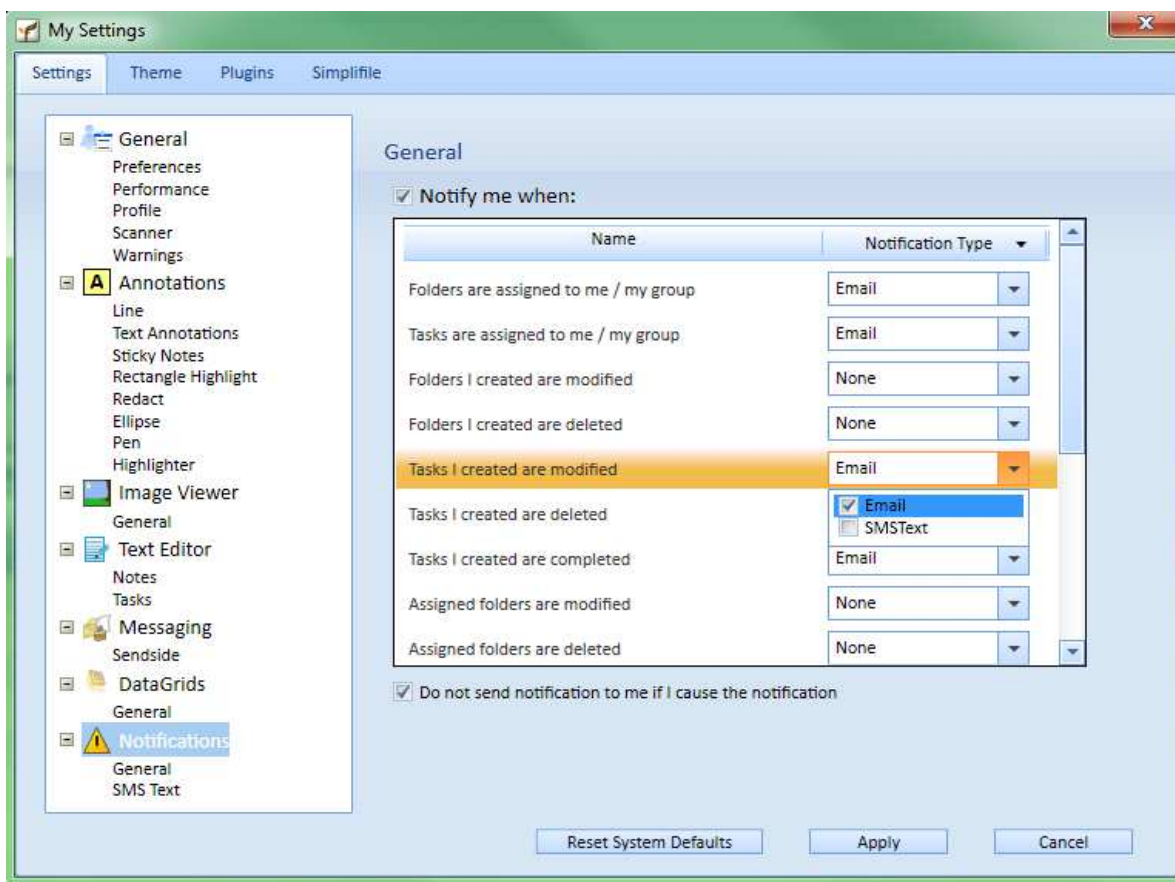 My Settings
Settings Theme Plugins Simplifile
General
Preferences
Performance
Profile
Scanner
Warnings
A Annotations
Line
Text Annotations
Sticky Notes
Rectangle Highlight
Redact
Ellipse
Pen
Highlighter
Image Viewer
General
Text Editor
Notes
Tasks
Messaging
Sendside
DataGrids
General
Notifications
General
SMS Text
General
Notify me when:
Name Notification Type
Folders are assigned to me / my group Email
Tasks are assigned to me / my group Email
Folders I created are modified None
Folders I created are deleted None
Tasks I created are modified Email
Email
Tasks I created are deleted
SMSText
Tasks I created are completed Email
Assigned folders are modified None
Assigned folders are deleted None
Do not send notification to me if I cause the notification
Reset System Defaults Apply Cancel